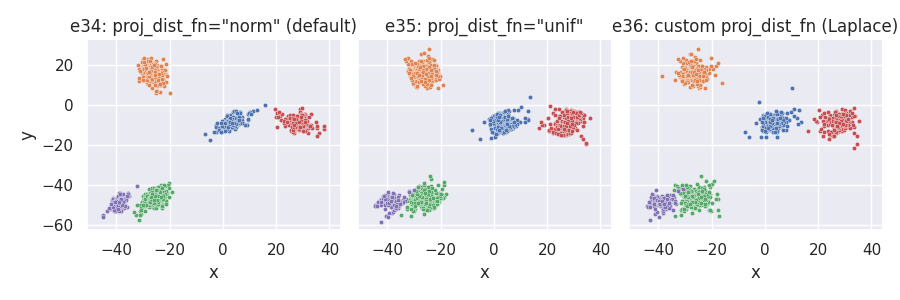 e34: proj_dist_fn="norm" (default)
e35: proj_dist_fn="unif"
e36: custom proj_dist_fn (Laplace)
20
0
−20
−40
−60
y
−40 −20 0 20 40
−40 −20 0 20 40
−40 −20 0 20 40
x
x
x